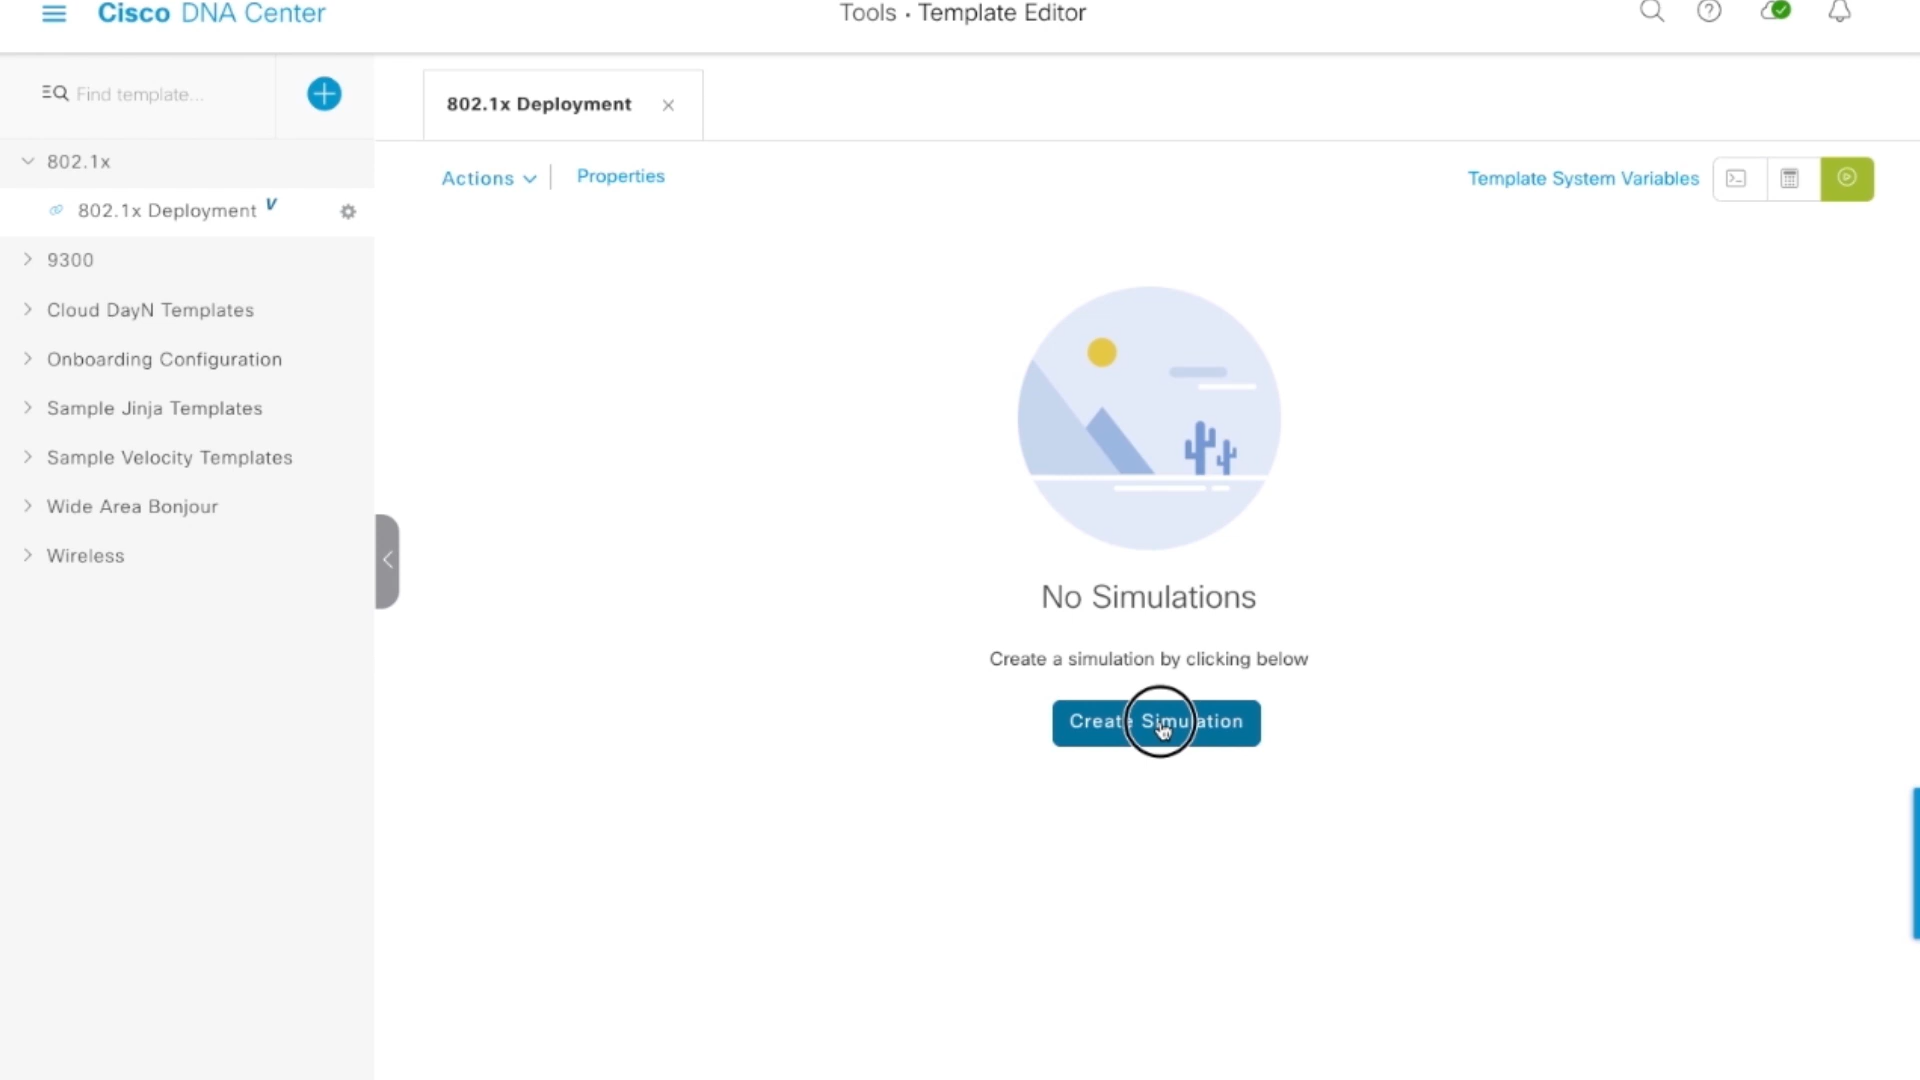 Cisco DNA Center
Tools · Template Editor
Find template...
802.1x Deployment
802.1x
Actions
Properties
Template System Variables
802.1x Deployment V
9300
Cloud DayN Templates
Onboarding Configuration
Sample Jinja Templates
Sample Velocity Templates
Wide Area Bonjour
Wireless
No Simulations
Create a simulation by clicking below
Create Simulation